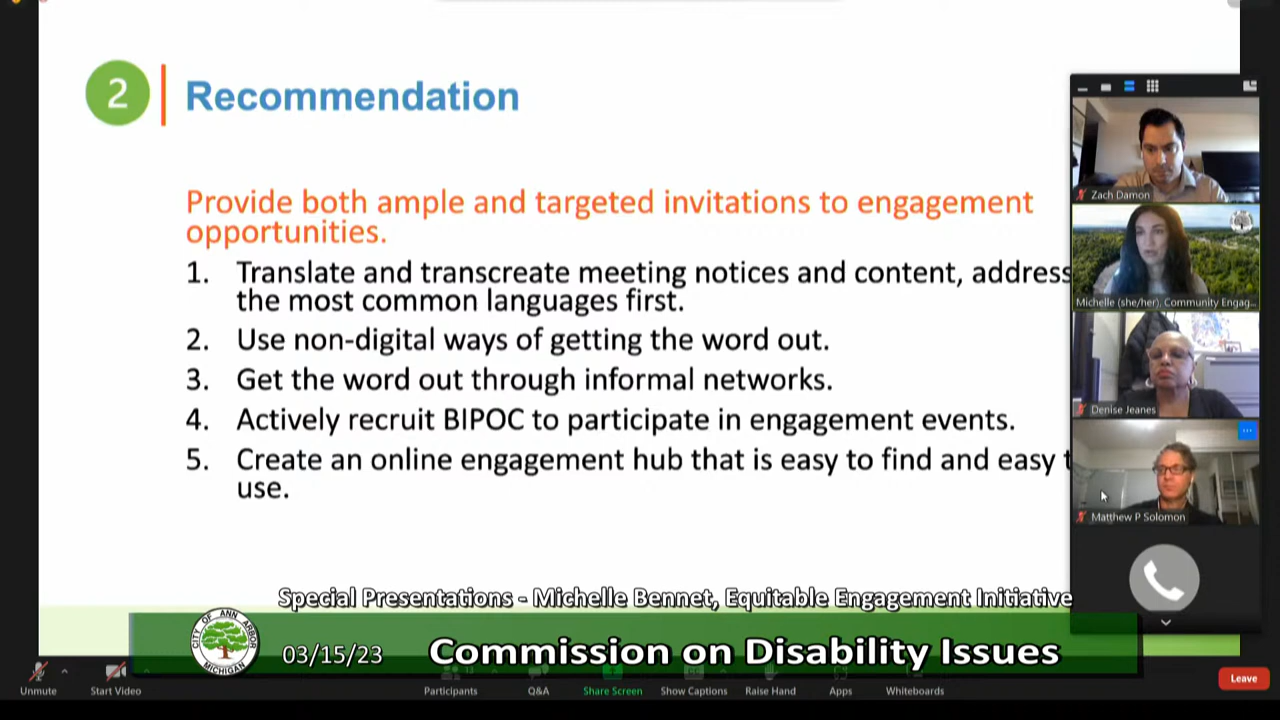 2
Recommendation
Provide both ample and targeted invitations to engagement
opportunities.
1. Translate and transcreate meeting notices and content, address
the most common languages first.
2. Use non-digital ways of getting the word out.
3. Get the word out through informal networks.
4. Actively recruit BIPOC to participate in engagement events.
5. Create an online engagement hub that is easy to find and easy t
use.
Zach Damon
Michelle (she/her), Community Engag...
Denise Jeanes
Matthew P Solomon
Special Presentations - Michelle Bennet, Equitable Engagement Initiative
CITY OF ANN ARBOR
MICHIGAN
03/15/23
Commission on Disability Issues
Unmute
Start Video
Participants
Q&A
Share Screen
Show Captions
Raise Hand
Apps
Whiteboards
Leave